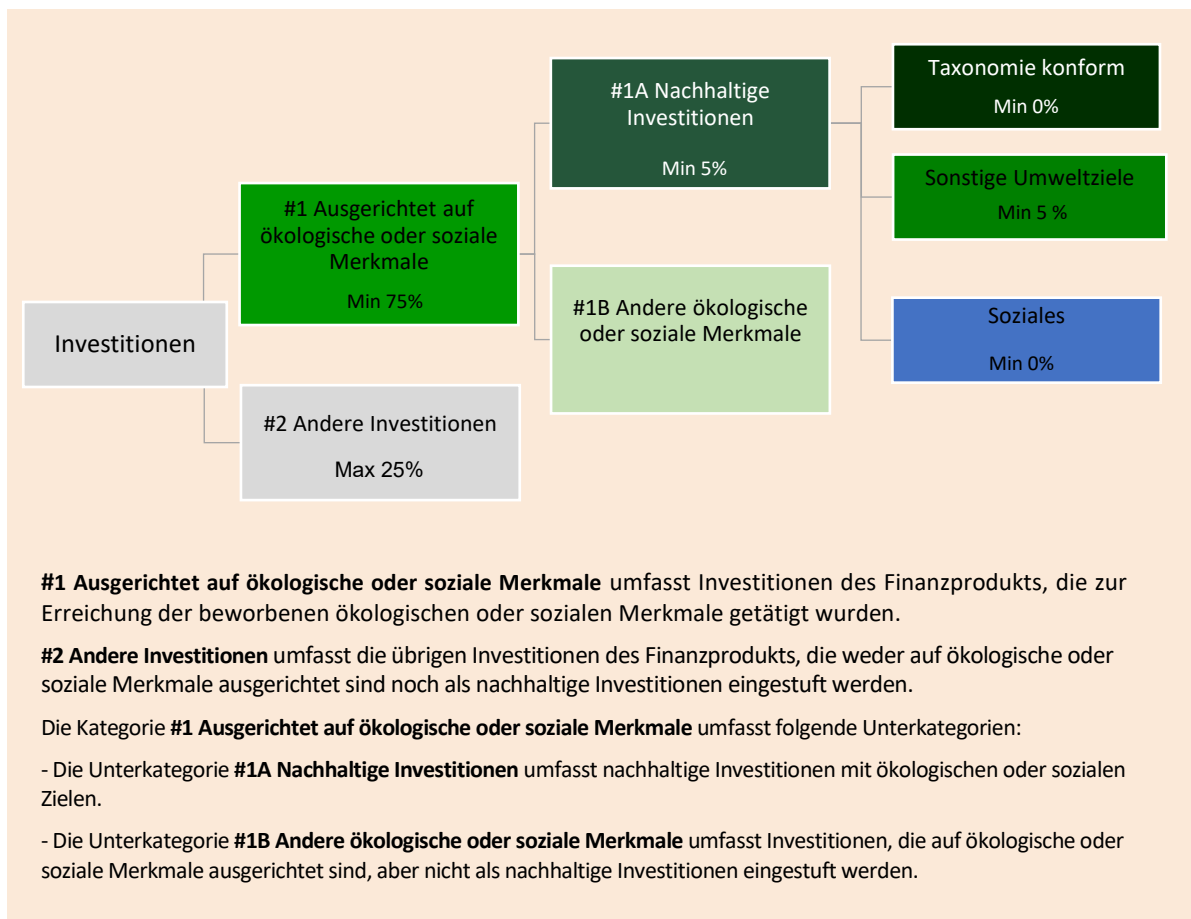 Investitionen
#1 Ausgerichtet auf
ökologische oder soziale
Merkmale
Min 75%
#2 Andere Investitionen
Max 25%
#1A Nachhaltige
Investitionen
Min 5%
#1B Andere ökologische
oder soziale Merkmale
Taxonomie konform
Min 0%
Sonstige Umweltziele
Min 5 %
Soziales
Min 0%
#1 Ausgerichtet auf ökologische oder soziale Merkmale umfasst Investitionen des Finanzprodukts, die zur
Erreichung der beworbenen ökologischen oder sozialen Merkmale getätigt wurden.
#2 Andere Investitionen umfasst die übrigen Investitionen des Finanzprodukts, die weder auf ökologische oder
soziale Merkmale ausgerichtet sind noch als nachhaltige Investitionen eingestuft werden.
Die Kategorie #1 Ausgerichtet auf ökologische oder soziale Merkmale umfasst folgende Unterkategorien:
- Die Unterkategorie #1A Nachhaltige Investitionen umfasst nachhaltige Investitionen mit ökologischen oder sozialen
Zielen.
- Die Unterkategorie #1B Andere ökologische oder soziale Merkmale umfasst Investitionen, die auf ökologische oder
soziale Merkmale ausgerichtet sind, aber nicht als nachhaltige Investitionen eingestuft werden.